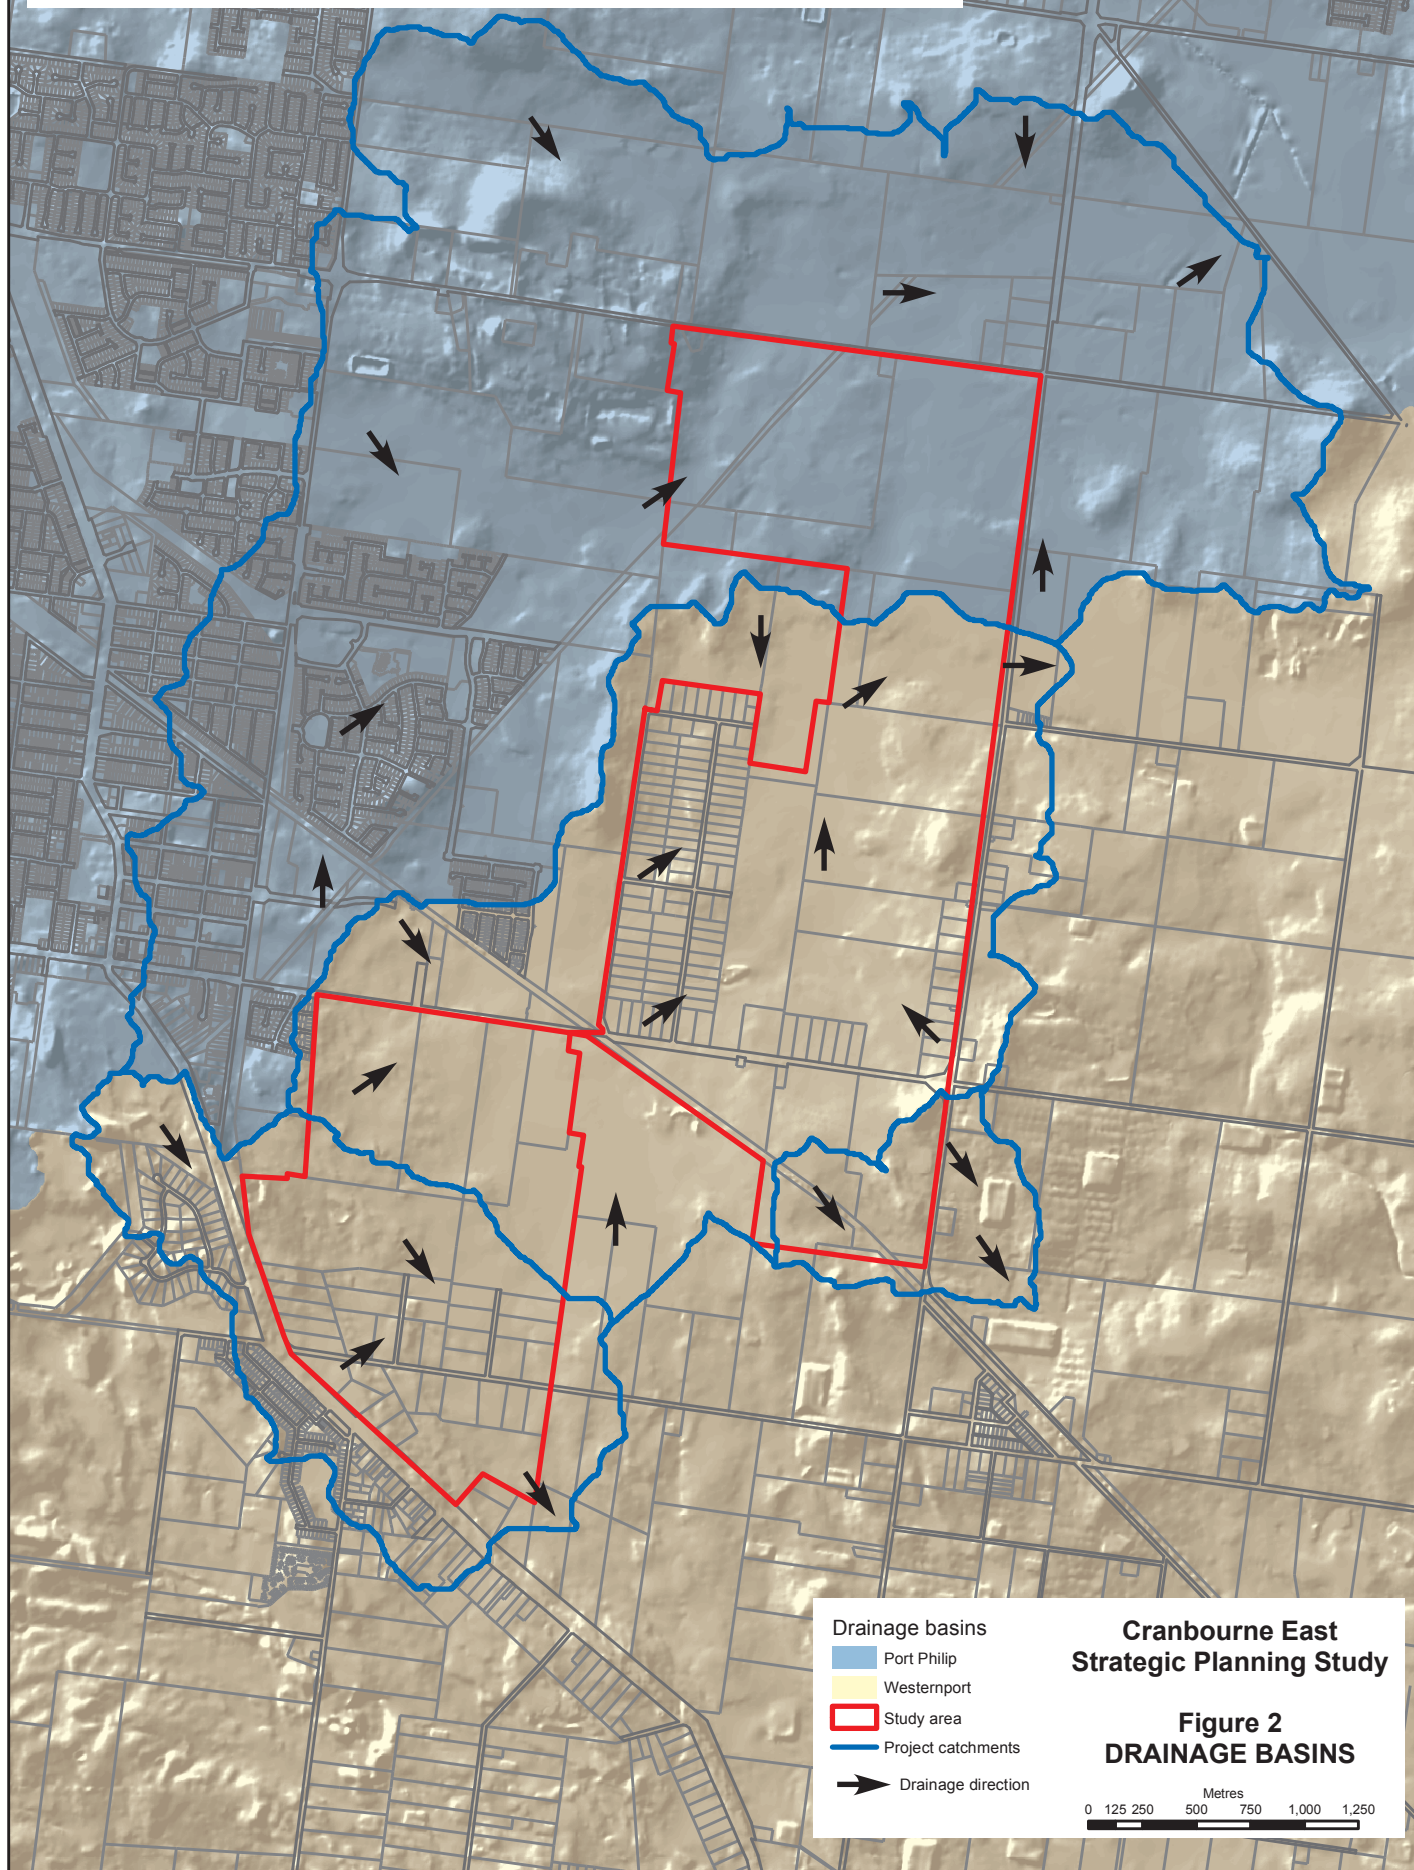 Drainage basins
Port Philip
Westernport
Study area
Project catchments
Drainage direction
Cranbourne East
Strategic Planning Study
Figure 2
DRAINAGE BASINS
Metres
0 125 250 500 750 1,000 1,250